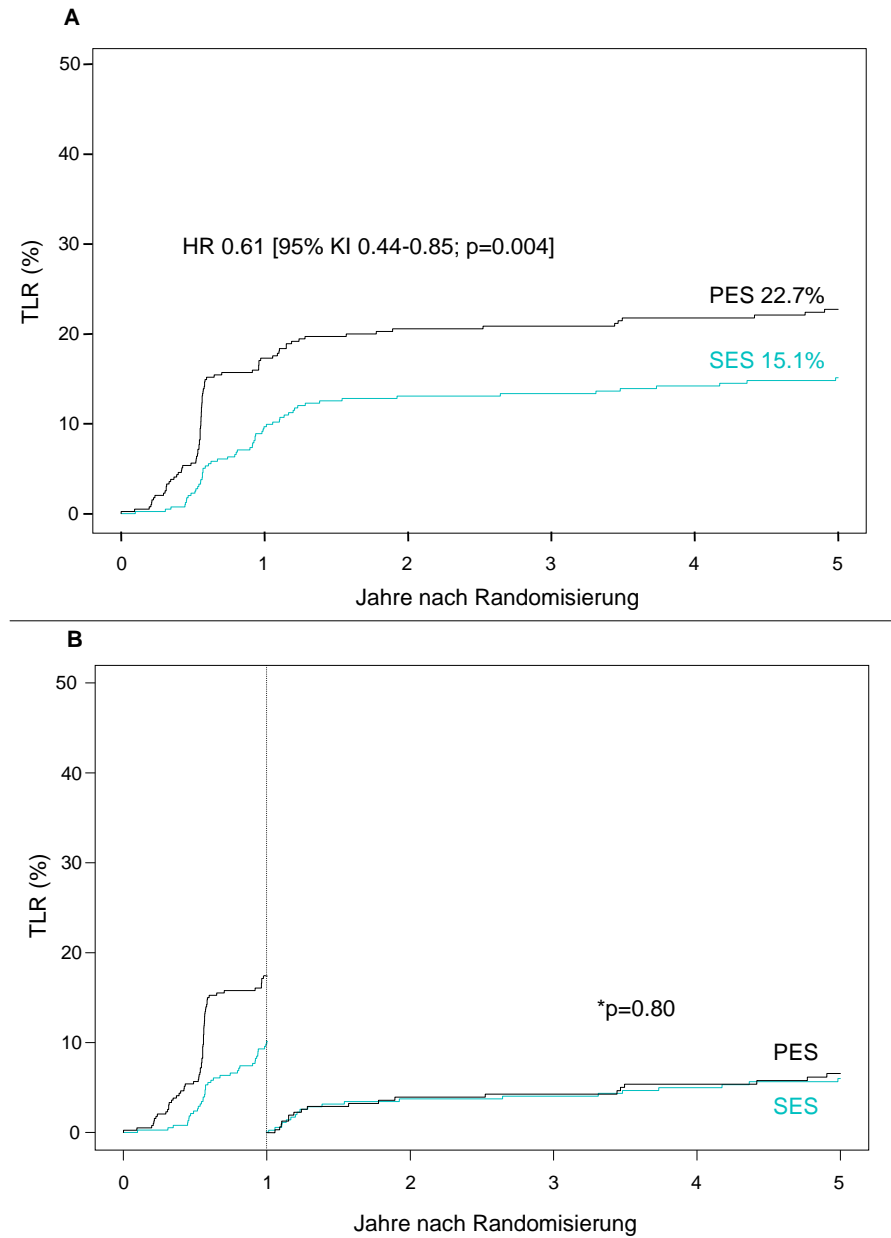 A
50
40
30
20
10
0
TLR (%)
HR 0.61 [95% KI 0.44-0.85; p=0.004]
PES 22.7%
SES 15.1%
0 1 2 3 4 5
Jahre nach Randomisierung
B
50
40
30
20
10
0
TLR (%)
*p=0.80
PES
SES
0 1 2 3 4 5
Jahre nach Randomisierung